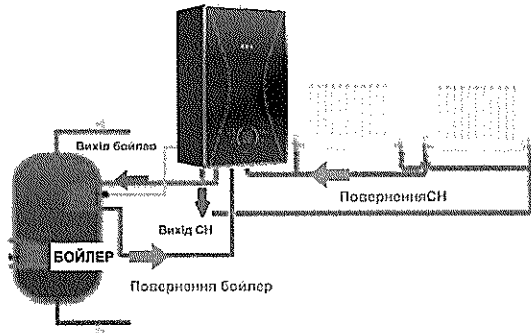 Вихід бойлер
ПоверненняСН
Вихід СН
БОЙЛЕР
Повернення бойлер